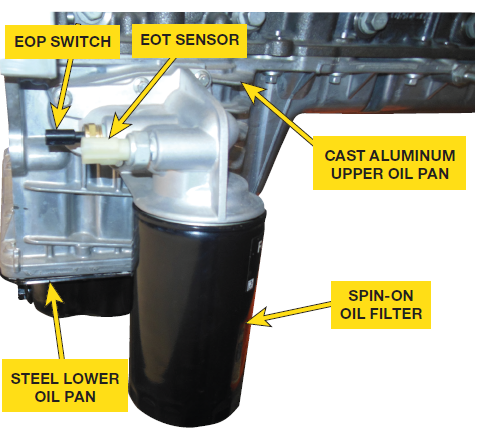 EOP SWITCH
EOT SENSOR
CAST ALUMINUM
UPPER OIL PAN
SPIN-ON
OIL FILTER
STEEL LOWER
OIL PAN